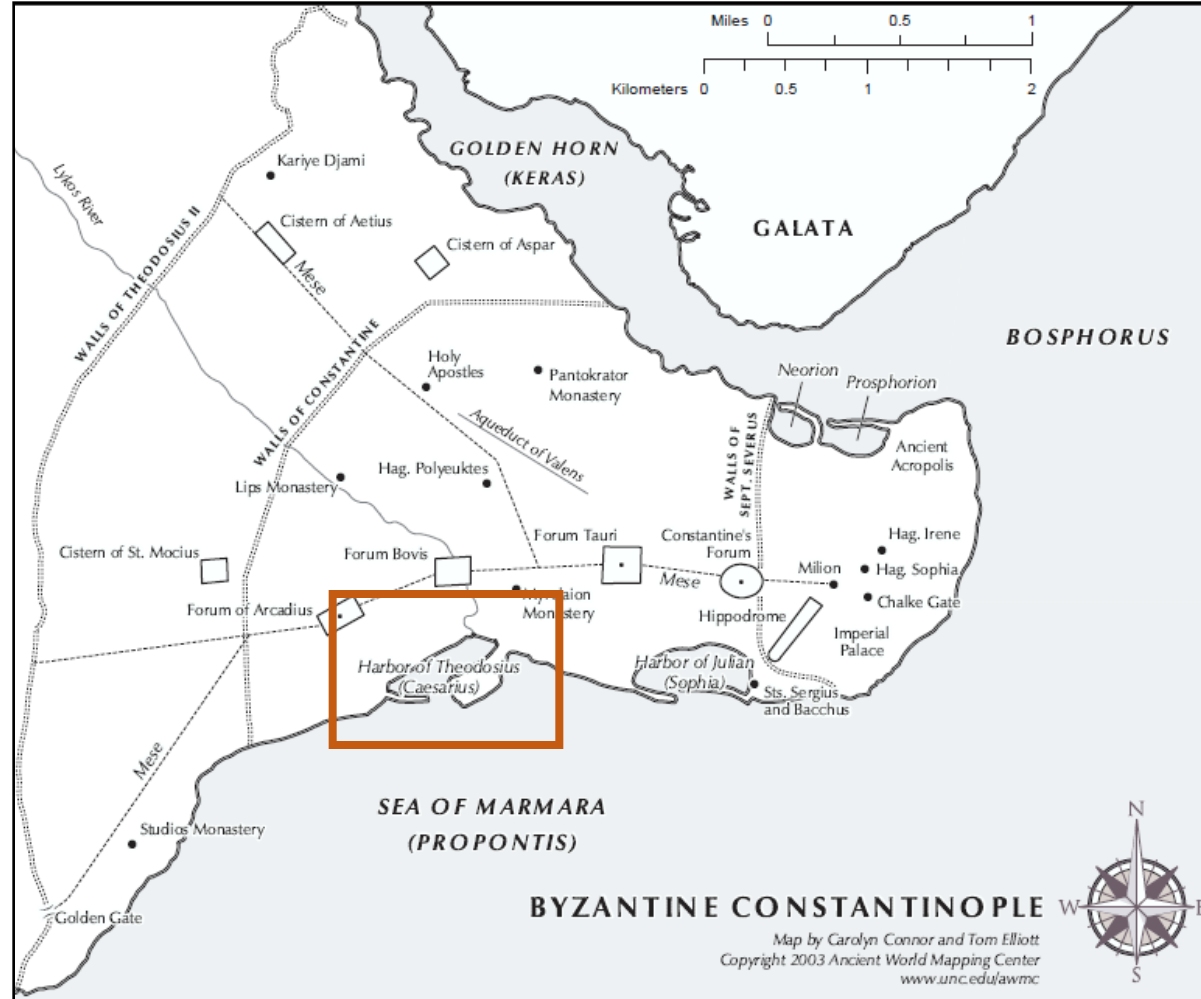 Miles 0 0.5 1
Kilometers 0 0.5 1 2
GOLDEN HORN
(KERAS)
Kariye Djami
Lykos River
GALATA
Cistern of Aetius
Cistern of Aspar
Mese
WALLS OF THEODOSIUS II
BOSPHORUS
WALLS OF CONSTANTINE
Holy
Apostles
Pantokrator
Monastery
Neorion
Prosphorion
Aqueduct of Valens
WALLS OF
SEPT. SEVERUS
Ancient
Acropolis
Hag. Polyeuktes
Lips Monastery
Cistern of St. Mocius
Forum Bovis
Forum Tauri
Constantine's
Forum
Hag. Irene
Milion
Hag. Sophia
Mese
Chalke Gate
Forum of Arcadius
Monastery
Hippodrome
Imperial
Palace
Harbor of Theodosius
(Caesarius)
Harbor of Julian
(Sophia)
Sts. Sergius
and Bacchus
Mese
SEA OF MARMARA
(PROPONTIS)
Studios Monastery
Golden Gate
BYZANTINE CONSTANTINOPLE
Map by Carolyn Connor and Tom Elliott
Copyright 2003 Ancient World Mapping Center
www.unc.edu/awmc
N
W
E
S